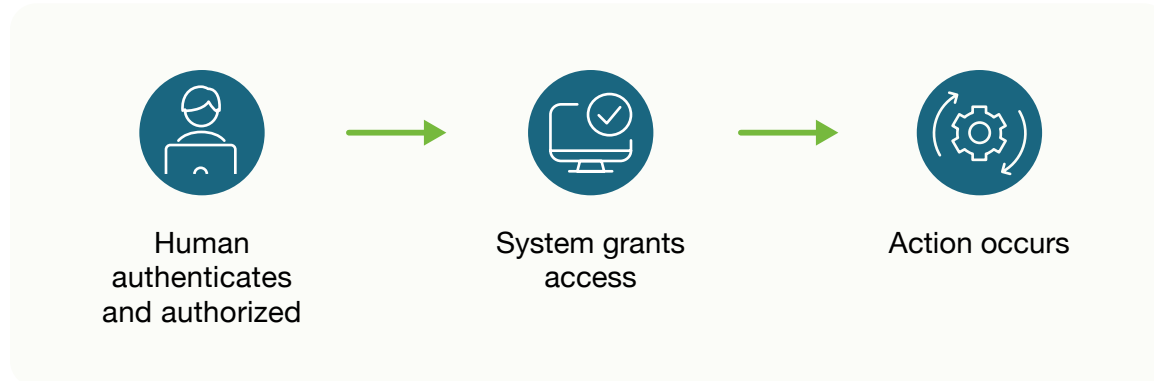 Human
authenticates
and authorized
System grants
access
Action occurs